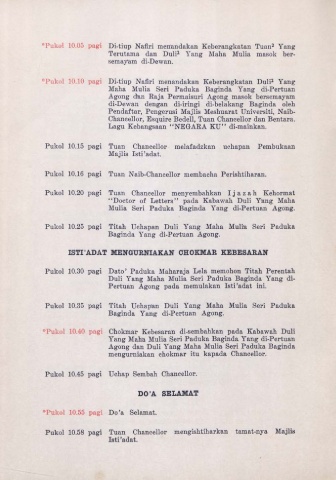 *Pukol 10.05 pagi Di-tiup Nafiri menandakan Keberangkatan Tuan² Yang
Terutama dan Duli² Yang Maha Mulia masok ber-
semayam di-Dewan.
*Pukol 10.10 pagi Di-tiup Nafiri menandakan Keberangkatan Duli² Yang
Maha Mulia Seri Paduka Baginda Yang di-Pertuan
Agong dan Raja Permaisuri Agong masok bersemayam
di-Dewan dengan di-iringi di-belakang Baginda oleh
Pendaftar, Pengerusi Majlis Meshuarat Universiti, Naib-
Chancellor, Esquire Bedell, Tuan Chancellor dan Bentara.
Lagu Kebangsaan "NEGARA KU" di-mainkan.
Pukol 10.15 pagi Tuan Chancellor melafadzkan uchapan Pembukaan
Majlis Isti'adat.
Pukol 10.16 pagi Tuan Naib-Chancellor membacha Perishtiharan.
Pukol 10.20 pagi Tuan Chancellor menyembahkan Ijazah Kehormat
"Doctor of Letters" pada Kabawah Duli Yang Maha
Mulia Seri Paduka Baginda Yang di-Pertuan Agong.
Pukol 10.25 pagi Titah Uchapan Duli Yang Maha Mulia Seri Paduka
Baginda Yang di-Pertuan Agong.
ISTI'ADAT MENGURNIAKAN CHOKMAR KEBESARAN
Pukol 10.30 pagi Dato' Paduka Maharaja Lela memohon Titah Perentah
Duli Yang Maha Mulia Seri Paduka Baginda Yang di-
Pertuan Agong pada memulakan Isti'adat ini.
Pukol 10.35 pagi Titah Uchapan Duli Yang Maha Mulia Seri Paduka
Baginda Yang di-Pertuan Agong.
*Pukol 10.40 pagi Chokmar Kebesaran di-sembahkan pada Kabawah Duli
Yang Maha Mulia Seri Paduka Baginda Yang di-Pertuan
Agong dan Duli Yang Maha Mulia Seri Paduka Baginda
mengurniakan chokmar itu kapada Chancellor.
Pukol 10.45 pagi Uchap Sembah Chancellor.
DO'A SELAMAT
*Pukol 10.55 pagi Do'a Selamat.
Pukol 10.58 pagi Tuan Chancellor mengishtiharkan tamat-nya Majlis
Isti'adat.